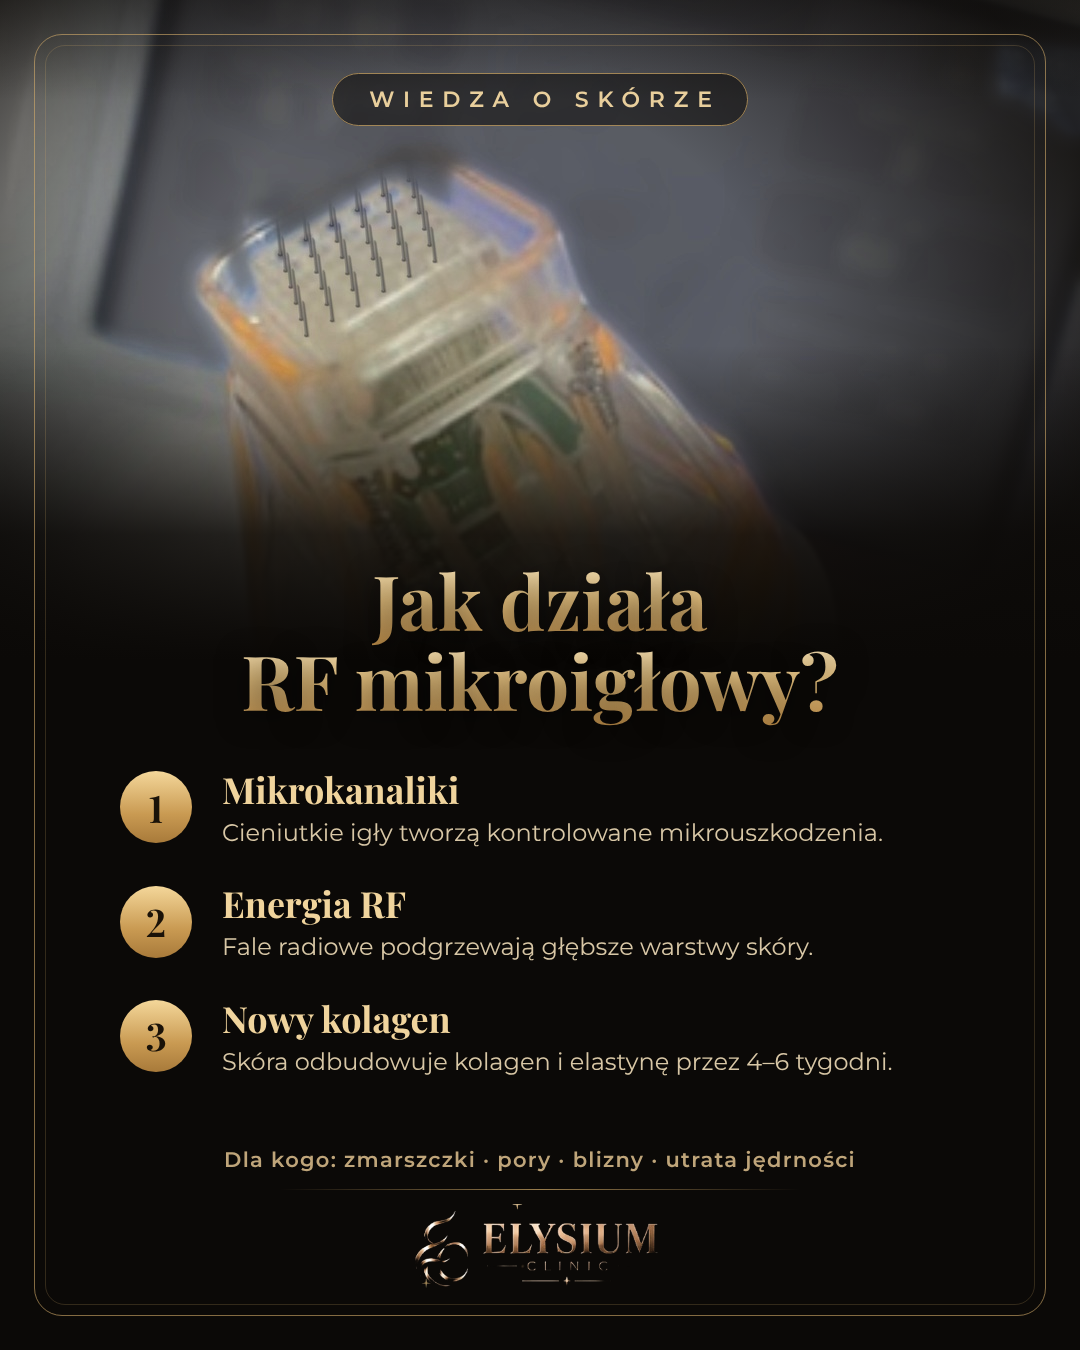 WIEDZA O SKÓRZE
Jak działa
RF mikroigłowy?
1
Mikrokanaliki
Cieniutkie igły tworzą kontrolowane mikrouszkodzenia.
2
Energia RF
Fale radiowe podgrzewają głębsze warstwy skóry.
3
Nowy kolagen
Skóra odbudowuje kolagen i elastynę przez 4–6 tygodni.
Dla kogo: zmarszczki · pory · blizny · utrata jędrności
ELYSIUM
CLINIC